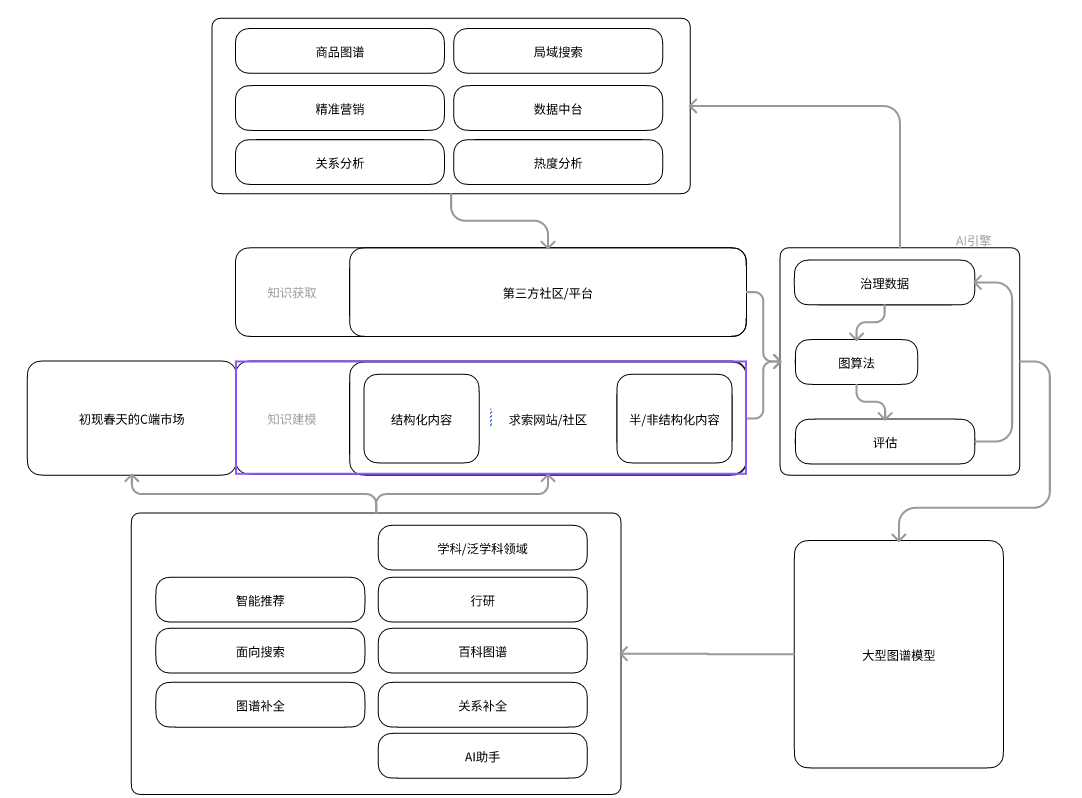 商品图谱
局域搜索
精准营销
数据中台
关系分析
热度分析
AI引擎
知识获取
第三方社区/平台
治理数据
图算法
评估
初现春天的C端市场
知识建模
结构化内容
求索网站/社区
半/非结构化内容
学科/泛学科领域
智能推荐
行研
面向搜索
百科图谱
图谱补全
关系补全
AI助手
大型图谱模型